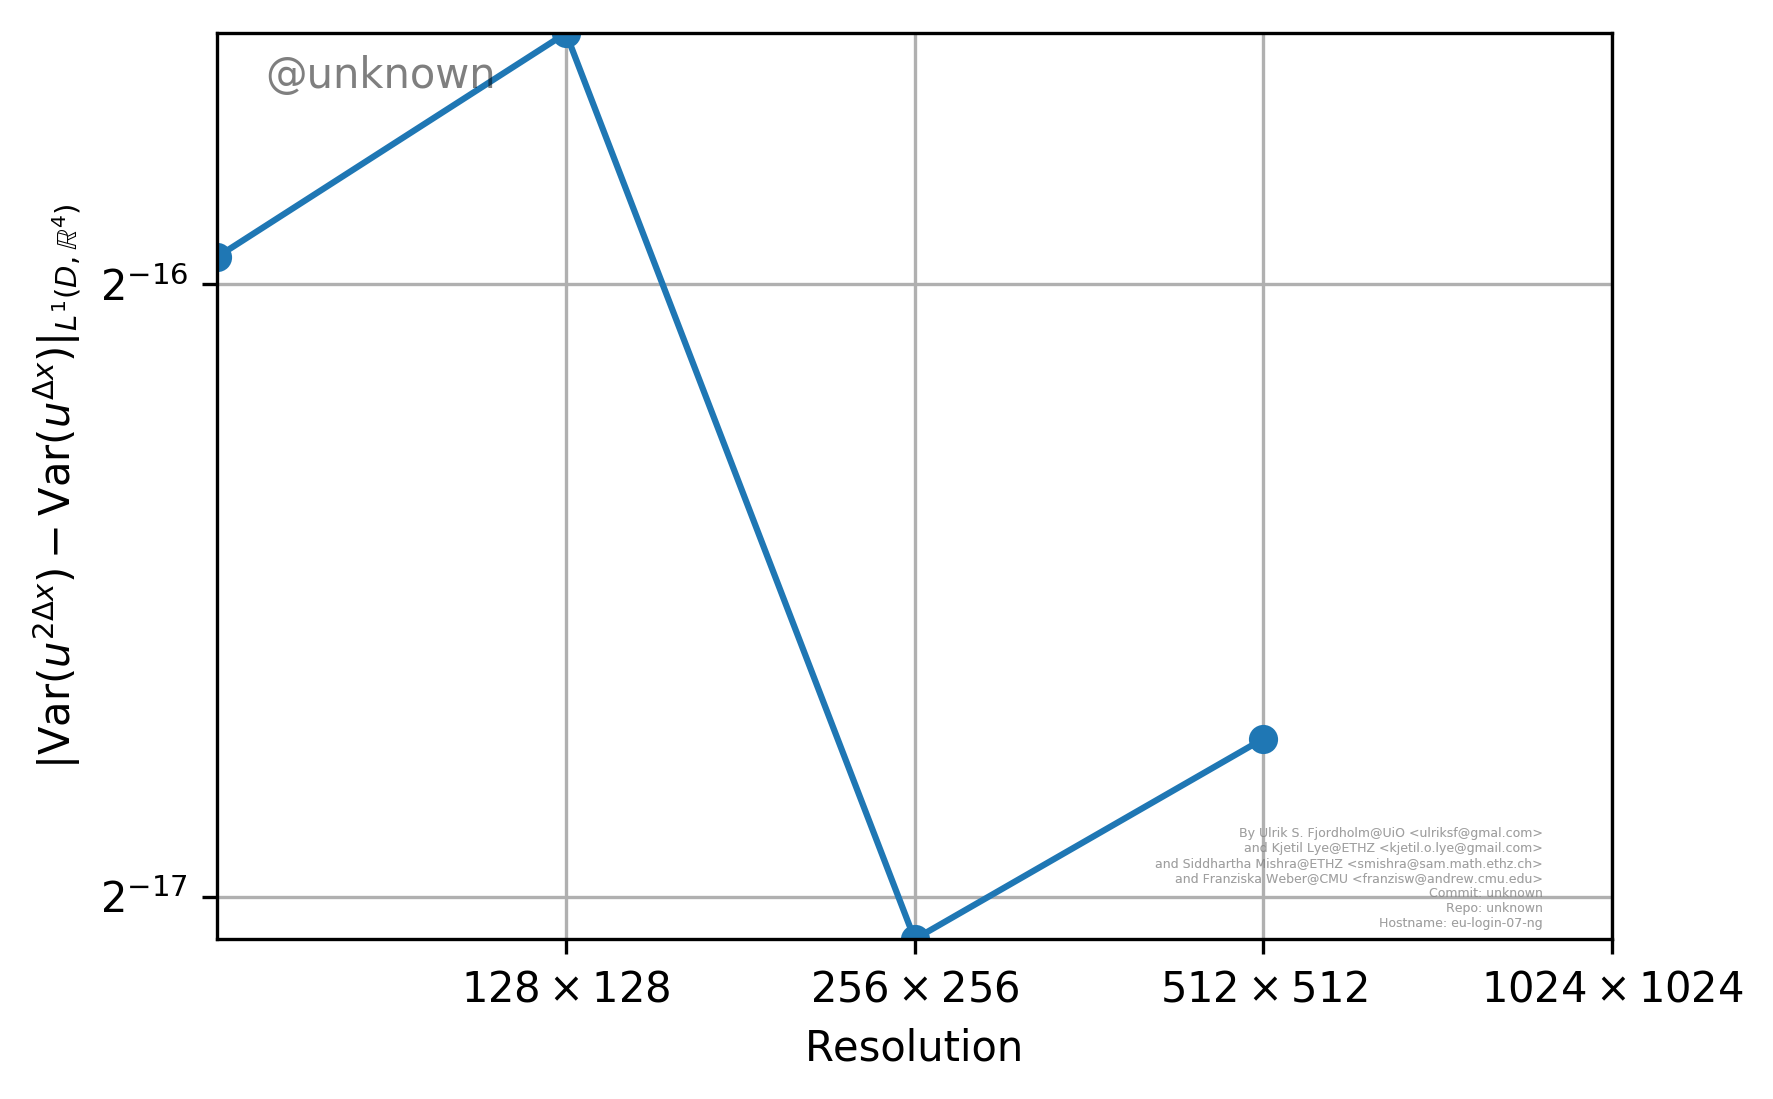 @unknown
|Var(u^{2Δx}) − Var(u^{Δx})|_{L^1(D, ℝ^4)}
2^{−16}
2^{−17}
By Ulrik S. Fjordholm@UiO <ulriksf@gmal.com>
and Kjetil Lye@ETHZ <kjetil.o.lye@gmail.com>
and Siddhartha Mishra@ETHZ <smishra@sam.math.ethz.ch>
and Franziska Weber@CMU <franzisw@andrew.cmu.edu>
Commit: unknown
Repo: unknown
Hostname: eu-login-07-ng
128 × 128 256 × 256 512 × 512 1024 × 1024
Resolution